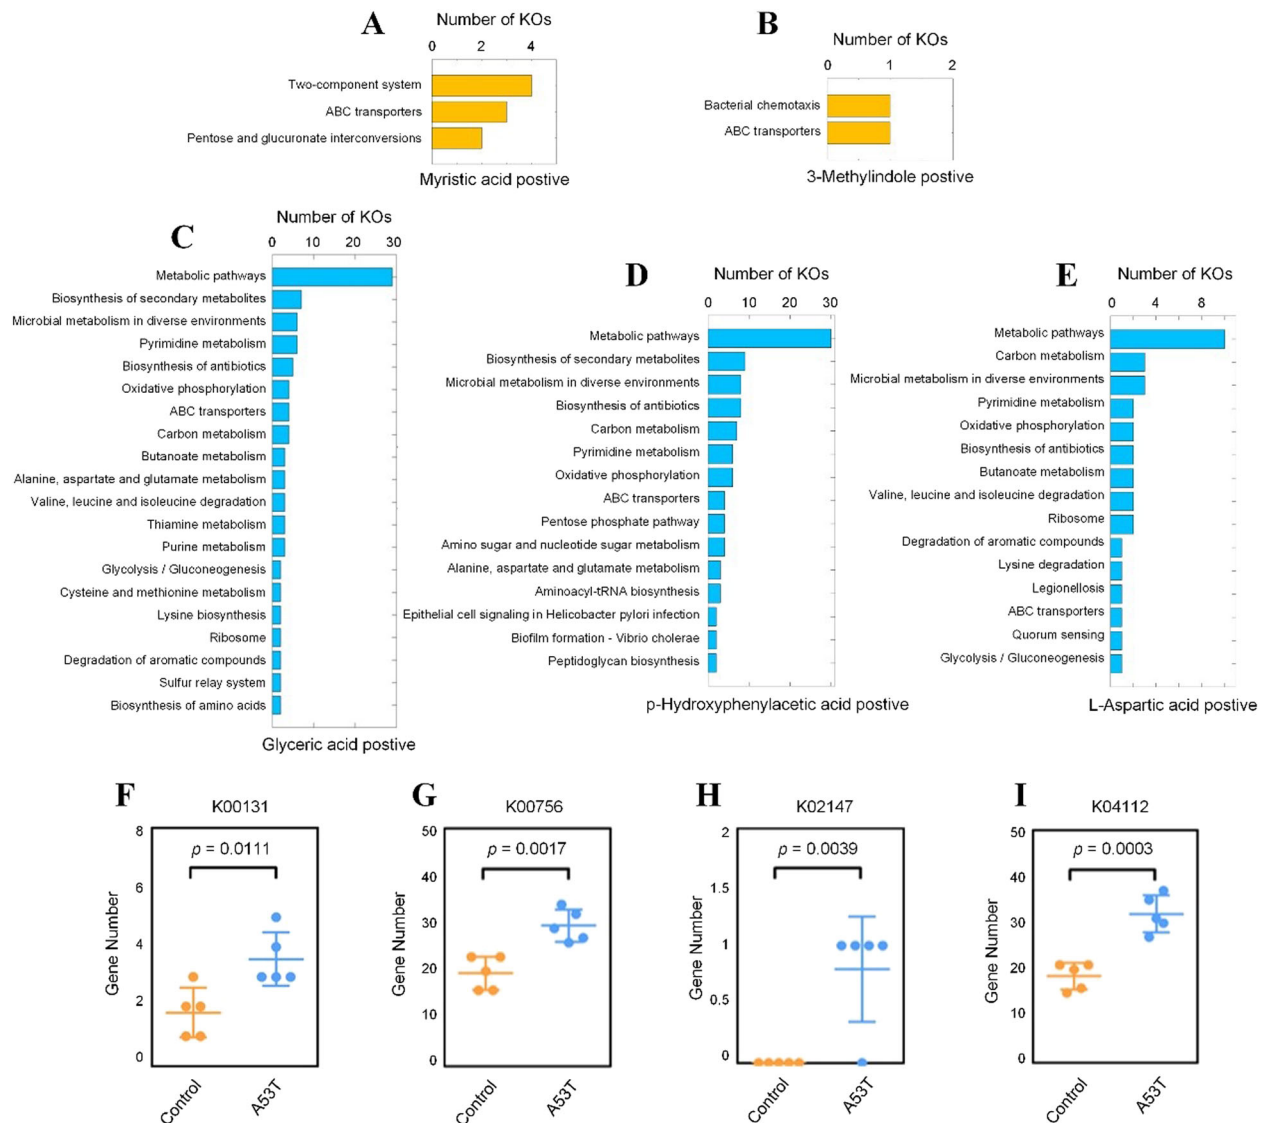 A
Number of KOs
0 2 4
Two-component system
ABC transporters
Pentose and glucuronate interconversions
Myristic acid postive
B
Number of KOs
0 1 2
Bacterial chemotaxis
ABC transporters
3-Methylindole postive
C
Number of KOs
0 10 20 30
Metabolic pathways
Biosynthesis of secondary metabolites
Microbial metabolism in diverse environments
Pyrimidine metabolism
Biosynthesis of antibiotics
Oxidative phosphorylation
ABC transporters
Carbon metabolism
Butanoate metabolism
Alanine, aspartate and glutamate metabolism
Valine, leucine and isoleucine degradation
Thiamine metabolism
Purine metabolism
Glycolysis / Gluconeogenesis
Cysteine and methionine metabolism
Lysine biosynthesis
Ribosome
Degradation of aromatic compounds
Sulfur relay system
Biosynthesis of amino acids
Glyceric acid postive
D
Number of KOs
0 10 20 30
Metabolic pathways
Biosynthesis of secondary metabolites
Microbial metabolism in diverse environments
Biosynthesis of antibiotics
Carbon metabolism
Pyrimidine metabolism
Oxidative phosphorylation
ABC transporters
Pentose phosphate pathway
Amino sugar and nucleotide sugar metabolism
Alanine, aspartate and glutamate metabolism
Aminoacyl-tRNA biosynthesis
Epithelial cell signaling in Helicobacter pylori infection
Biofilm formation - Vibrio cholerae
Peptidoglycan biosynthesis
p-Hydroxyphenylacetic acid postive
E
Number of KOs
0 4 8
Metabolic pathways
Carbon metabolism
Microbial metabolism in diverse environments
Pyrimidine metabolism
Oxidative phosphorylation
Biosynthesis of antibiotics
Butanoate metabolism
Valine, leucine and isoleucine degradation
Ribosome
Degradation of aromatic compounds
Lysine degradation
Legionellosis
ABC transporters
Quorum sensing
Glycolysis / Gluconeogenesis
L-Aspartic acid postive
F
K00131
8
6
4
2
0
Gene Number
p = 0.0111
Control
A53T
G
K00756
50
40
30
20
10
0
Gene Number
p = 0.0017
Control
A53T
H
K02147
2
1.5
1
0.5
0
Gene Number
p = 0.0039
Control
A53T
I
K04112
50
40
30
20
10
0
Gene Number
p = 0.0003
Control
A53T